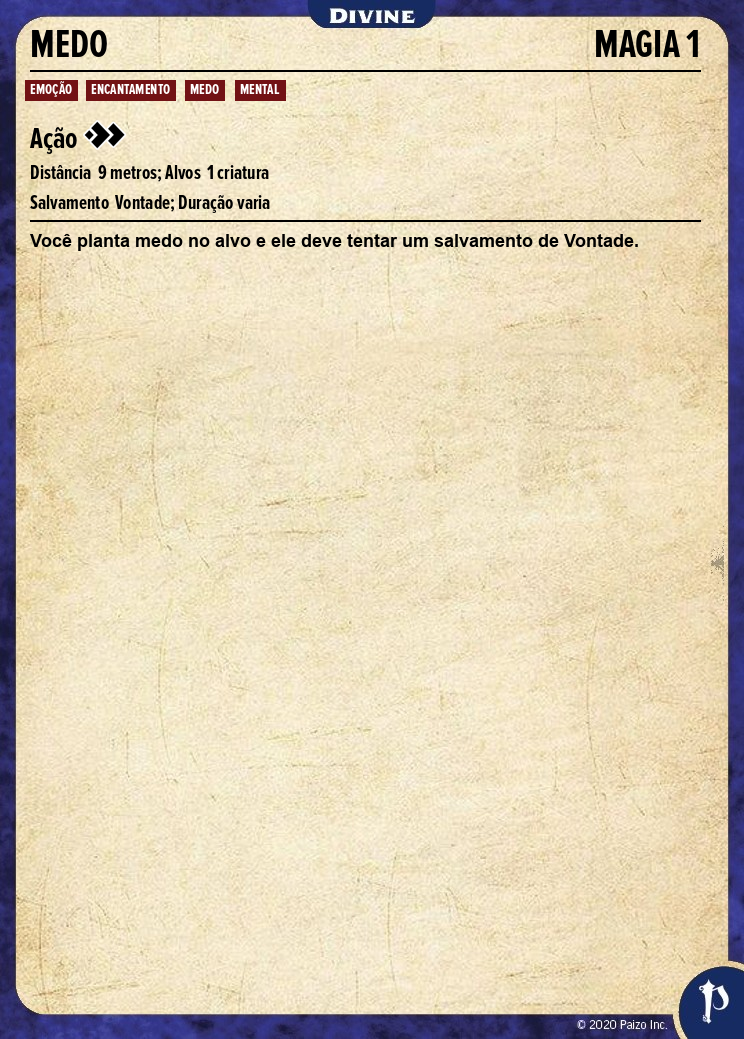 DIVINE
MEDO MAGIA 1
EMOÇÃO ENCANTAMENTO MEDO MENTAL
Ação
Distância 9 metros; Alvos 1 criatura
Salvamento Vontade; Duração varia
Você planta medo no alvo e ele deve tentar um salvamento de Vontade.
© 2020 Paizo Inc.